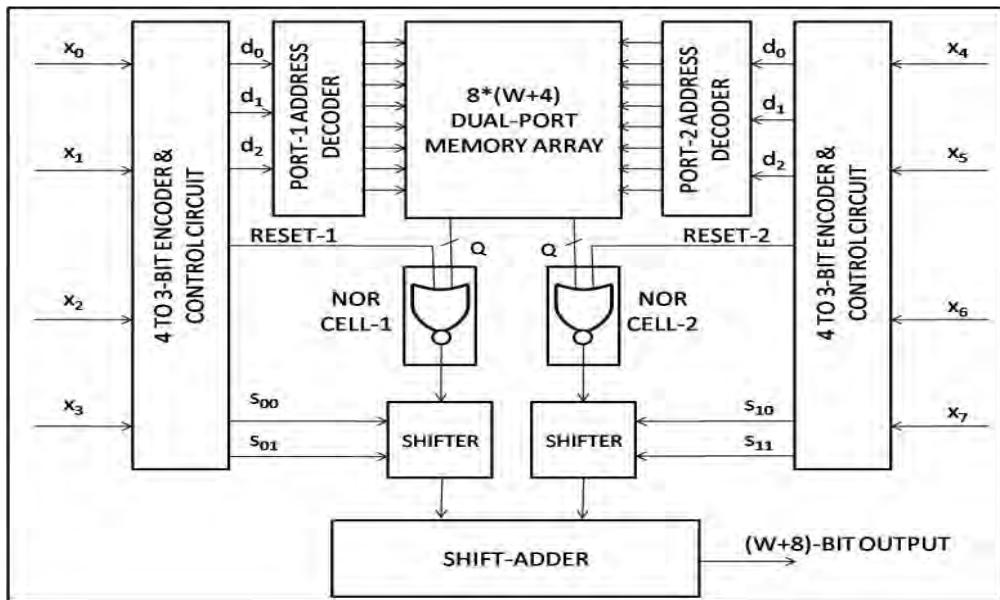 x0
x1
x2
x3
4 TO 3-BIT ENCODER &
CONTROL CIRCUIT
d0
d1
d2
PORT-1 ADDRESS
DECODER
8*(W+4)
DUAL-PORT
MEMORY ARRAY
PORT-2 ADDRESS
DECODER
d0
d1
d2
4 TO 3-BIT ENCODER &
CONTROL CIRCUIT
x4
x5
x6
x7
RESET-1
Q
Q
RESET-2
NOR
CELL-1
NOR
CELL-2
s00
s01
SHIFTER
SHIFTER
s10
s11
SHIFT-ADDER
(W+8)-BIT OUTPUT